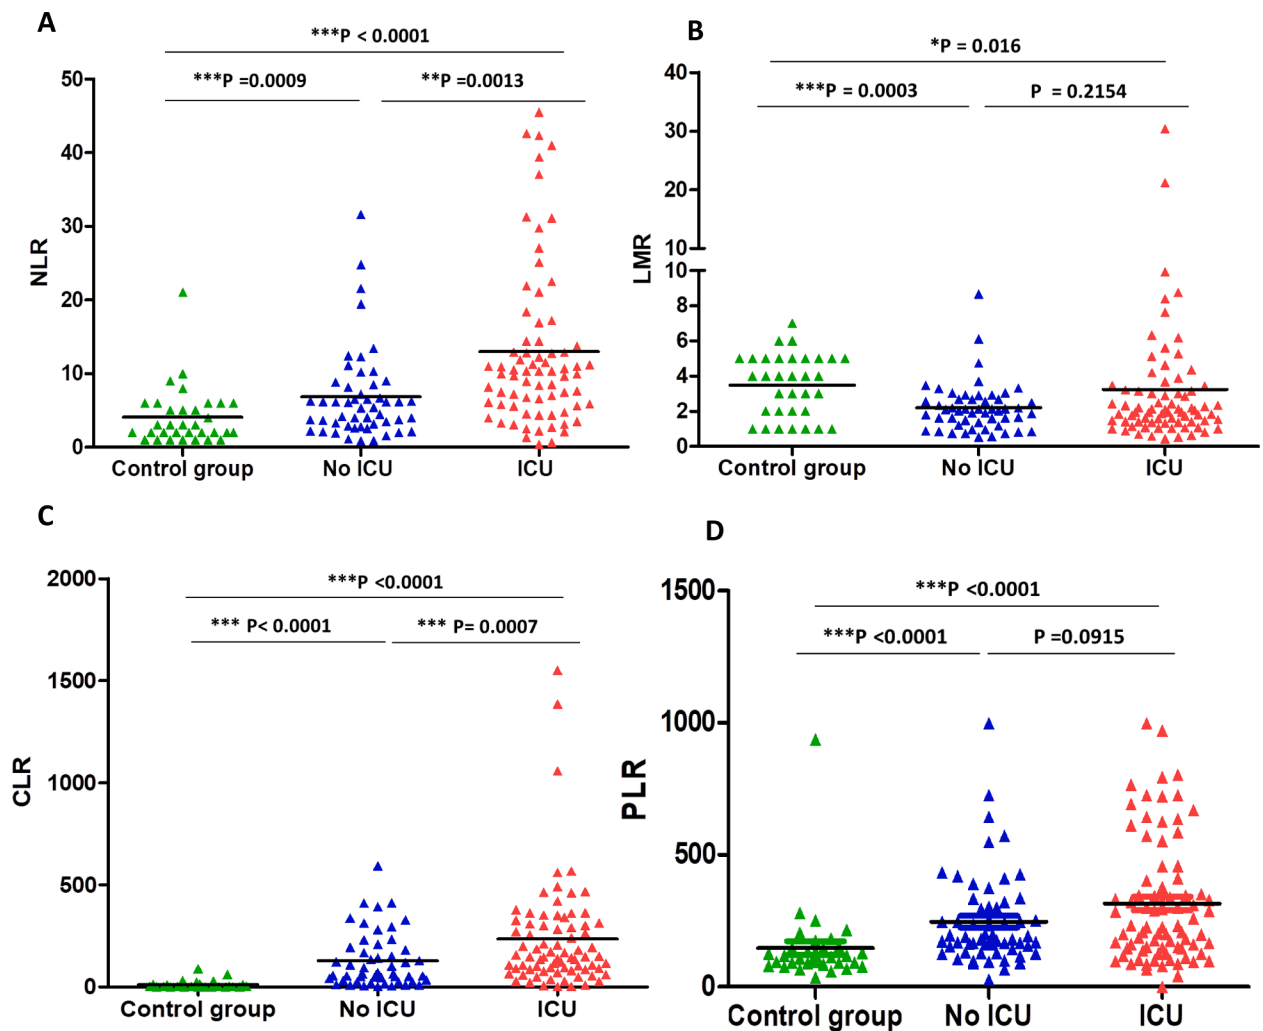 A
***P < 0.0001
***P =0.0009
**P =0.0013
50
40
30
20
10
0
NLR
Control group
No ICU
ICU
B
*P = 0.016
***P = 0.0003
P = 0.2154
40
30
20
10
10
8
6
4
2
0
LMR
Control group
No ICU
ICU
C
***P <0.0001
*** P< 0.0001
*** P= 0.0007
2000
1500
1000
500
0
CLR
Control group
No ICU
ICU
D
***P <0.0001
***P <0.0001
P =0.0915
1500
1000
500
0
PLR
Control group
No ICU
ICU